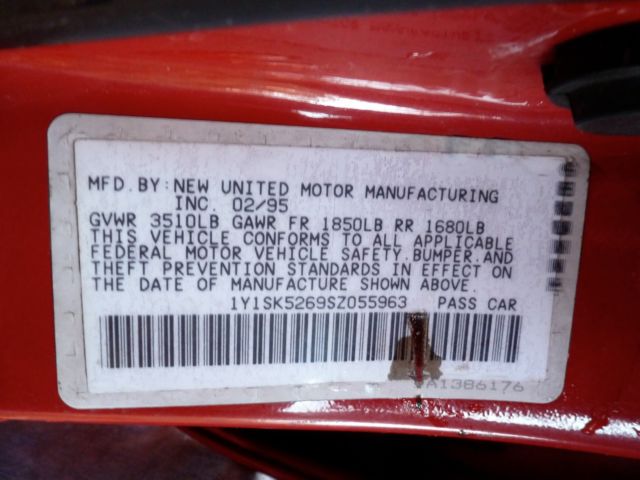 MFD. BY: NEW UNITED MOTOR MANUFACTURING
INC. 02/95
GVWR 3510LB GAWR FR 1850LB RR 1680LB
THIS VEHICLE CONFORMS TO ALL APPLICABLE
FEDERAL MOTOR VEHICLE SAFETY.BUMPER.AND
THEFT PREVENTION STANDARDS IN EFFECT ON
THE DATE OF MANUFACTURE SHOWN ABOVE.
1Y1SK5269SZ055963 PASS CAR
A1386176